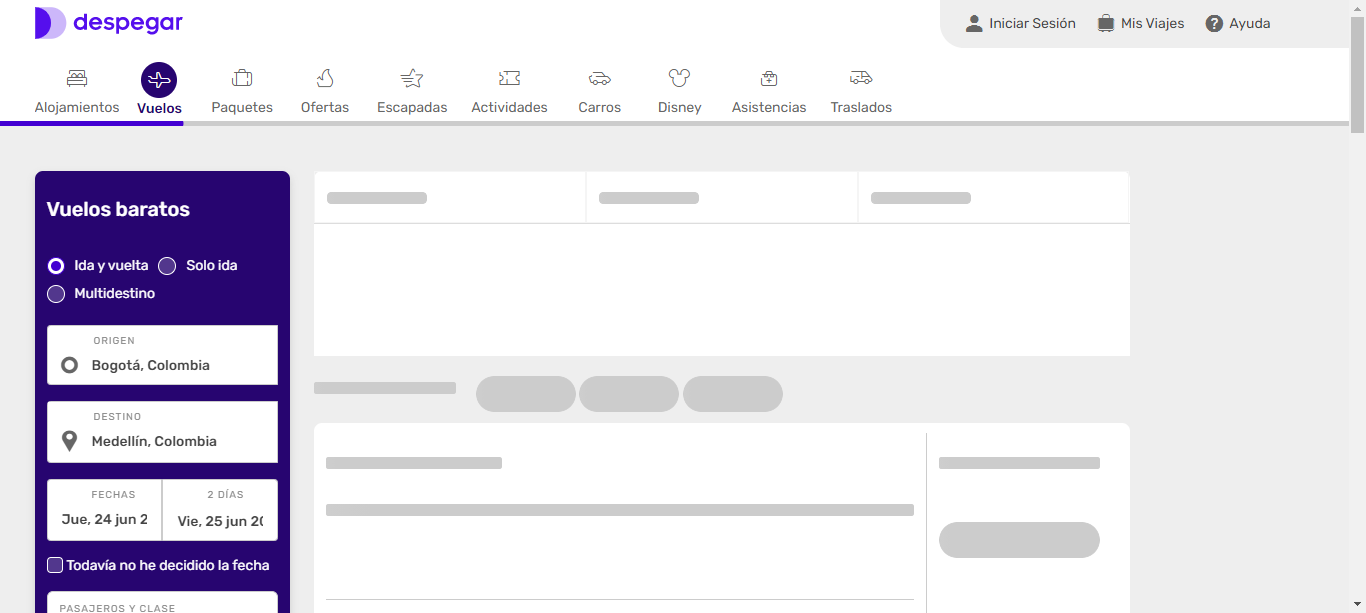 despegar
Iniciar Sesión
Mis Viajes
Ayuda
Alojamientos
Vuelos
Paquetes
Ofertas
Escapadas
Actividades
Carros
Disney
Asistencias
Traslados
Vuelos baratos
Ida y vuelta
Solo ida
Multidestino
ORIGEN
Bogotá, Colombia
DESTINO
Medellín, Colombia
FECHAS
2 DÍAS
Jue, 24 jun 2
Vie, 25 jun 20
Todavía no he decidido la fecha
PASAJEROS Y CLASE